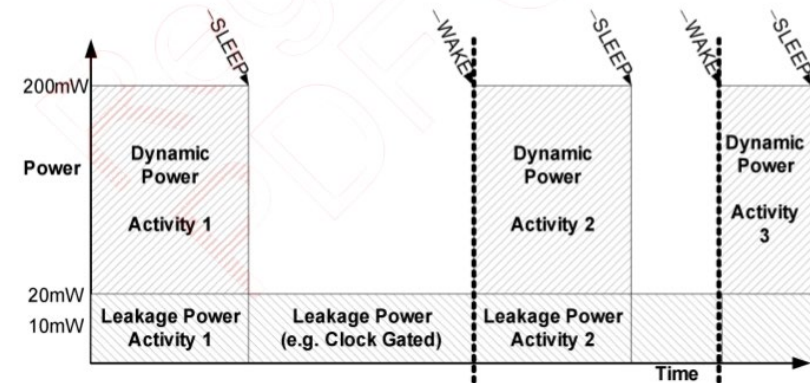 SLEEP
WAKE
SLEEP
WAKE
SLEEP
200mW
Power
20mW
10mW
Dynamic
Power
Activity 1
Dynamic
Power
Activity 2
Dynamic
Power
Activity
3
Leakage Power
Activity 1
Leakage Power
(e.g. Clock Gated)
Leakage Power
Activity 2
Time